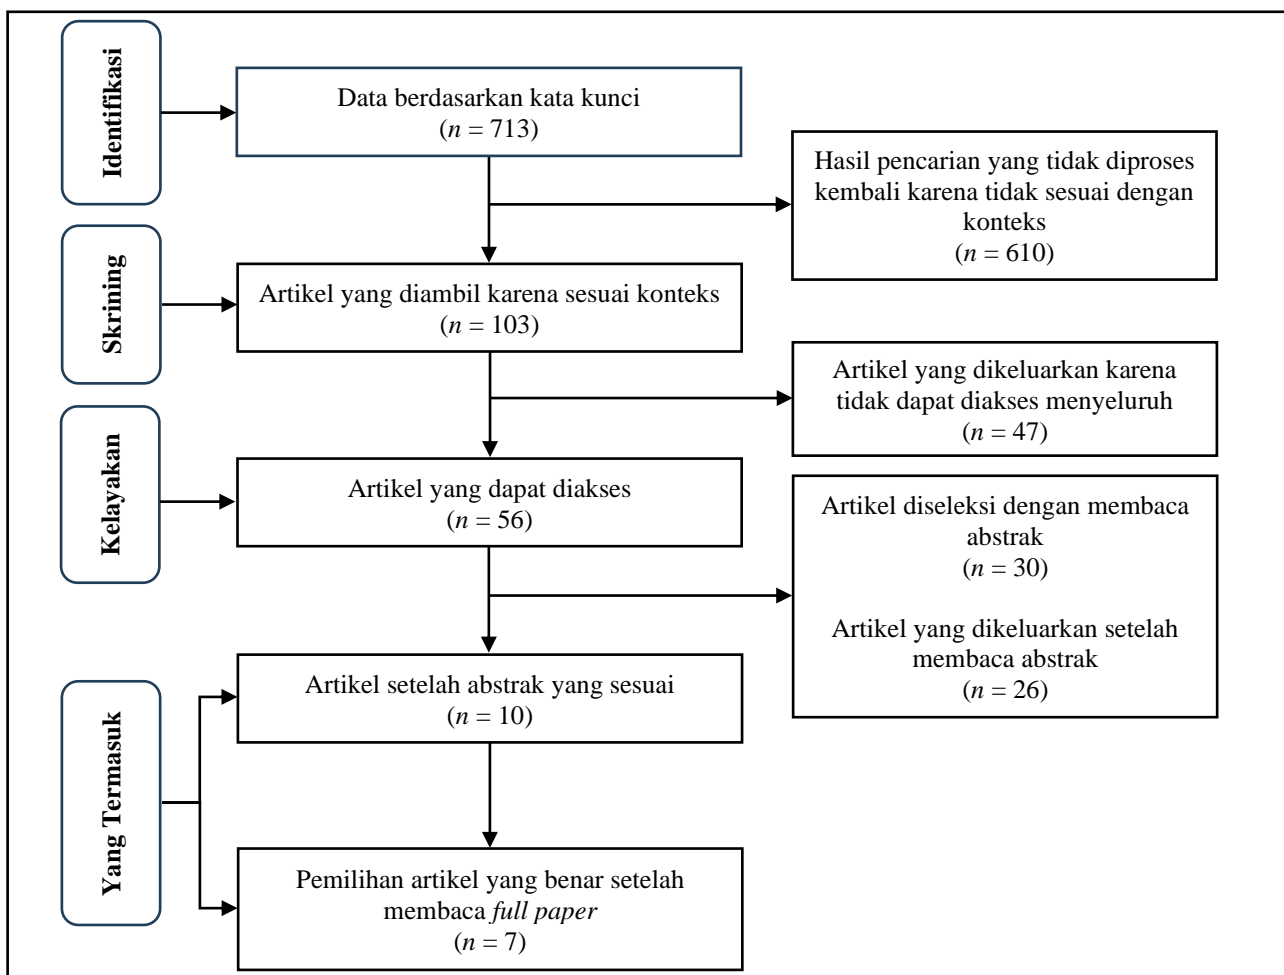 Identifikasi
Data berdasarkan kata kunci
(n = 713)
Hasil pencarian yang tidak diproses
kembali karena tidak sesuai dengan
konteks
(n = 610)
Skrining
Artikel yang diambil karena sesuai konteks
(n = 103)
Artikel yang dikeluarkan karena
tidak dapat diakses menyeluruh
(n = 47)
Kelayakan
Artikel yang dapat diakses
(n = 56)
Artikel diseleksi dengan membaca
abstrak
(n = 30)
Artikel yang dikeluarkan setelah
membaca abstrak
(n = 26)
Yang Termasuk
Artikel setelah abstrak yang sesuai
(n = 10)
Pemilihan artikel yang benar setelah
membaca full paper
(n = 7)